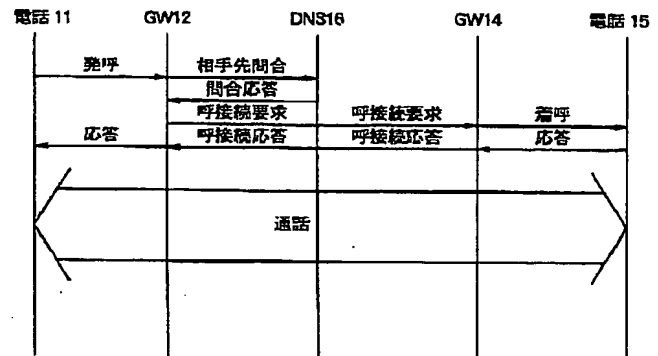 電話 11 GW12 DNS16 GW14 電話 15
発呼 相手先問合
問合応答
呼接続要求 呼接続要求 着呼
応答 呼接続応答 呼接続応答 応答
通話